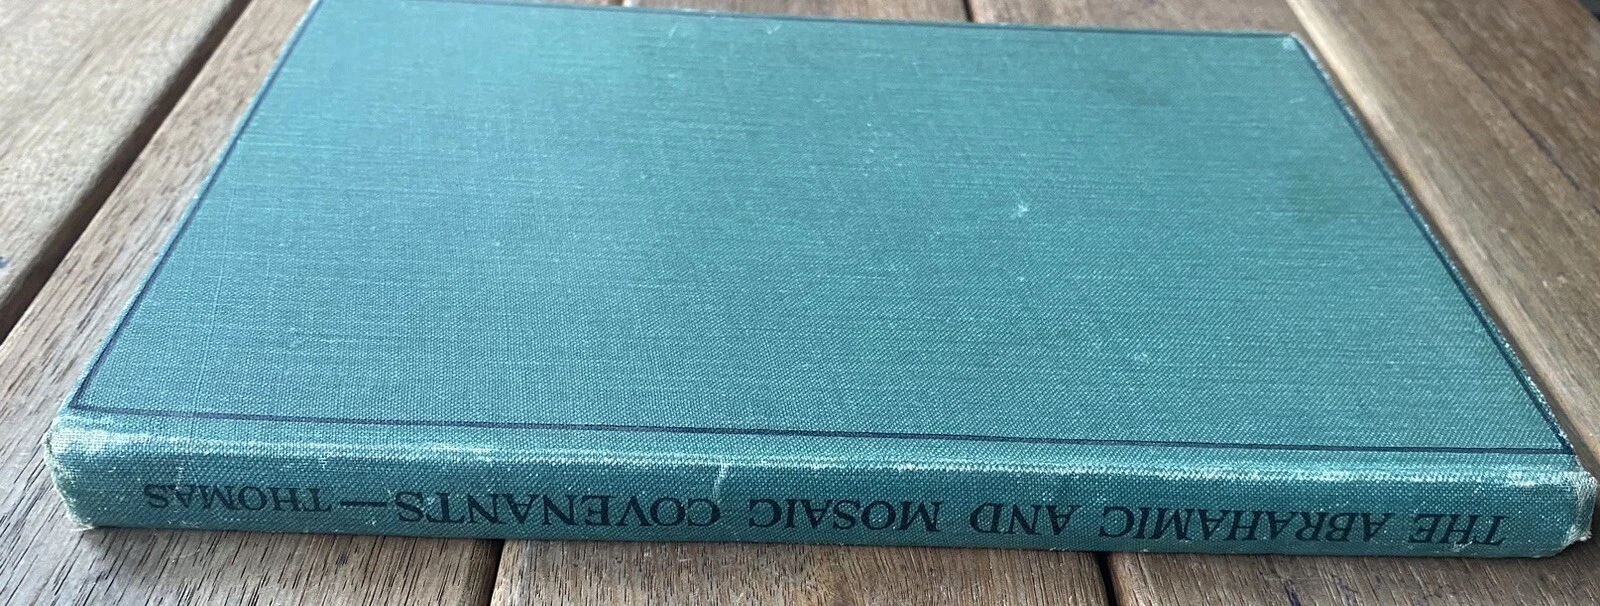 THE ABRAHAMIC AND MOSAIC COVENANTS—THOMAS